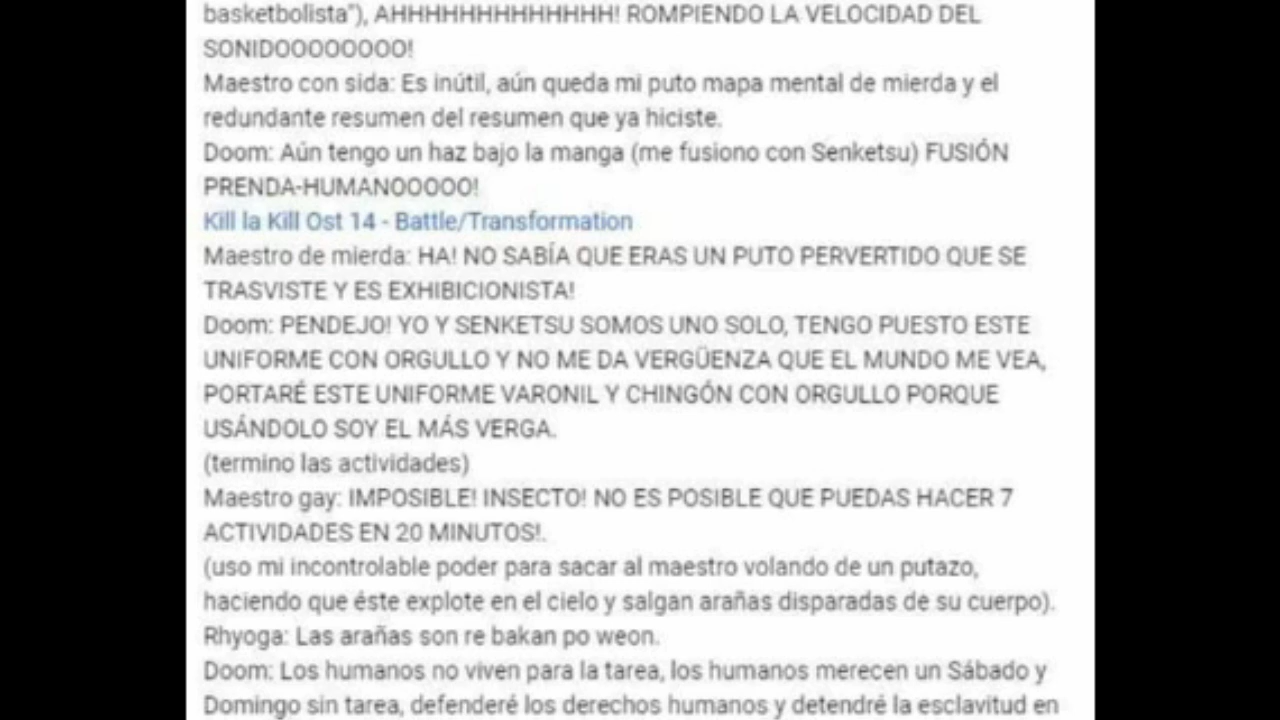 basketbolista"), AHHHHHHHHHHHHH! ROMPIENDO LA VELOCIDAD DEL
SONIDOOOOOOOO!
Maestro con sida: Es inútil, aún queda mi puto mapa mental de mierda y el
redundante resumen del resumen que ya hiciste.
Doom: Aún tengo un haz bajo la manga (me fusiono con Senketsu) FUSIÓN
PRENDA-HUMANOOOOO!
Kill la Kill Ost 14 - Battle/Transformation
Maestro de mierda: HA! NO SABÍA QUE ERAS UN PUTO PERVERTIDO QUE SE
TRASVISTE Y ES EXHIBICIONISTA!
Doom: PENDEJO! YO Y SENKETSU SOMOS UNO SOLO, TENGO PUESTO ESTE
UNIFORME CON ORGULLO Y NO ME DA VERGÜENZA QUE EL MUNDO ME VEA,
PORTARÉ ESTE UNIFORME VARONIL Y CHINGÓN CON ORGULLO PORQUE
USÁNDOLO SOY EL MÁS VERGA.
(termino las actividades)
Maestro gay: IMPOSIBLE! INSECTO! NO ES POSIBLE QUE PUEDAS HACER 7
ACTIVIDADES EN 20 MINUTOS!.
(uso mi incontrolable poder para sacar al maestro volando de un putazo,
haciendo que éste explote en el cielo y salgan arañas disparadas de su cuerpo).
Rhyoga: Las arañas son re bakan po weon.
Doom: Los humanos no viven para la tarea, los humanos merecen un Sábado y
Domingo sin tarea, defenderé los derechos humanos y detendré la esclavitud en